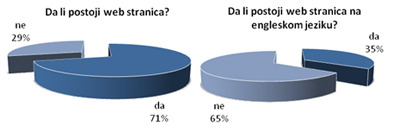 Da li postoji web stranica?
ne
29%
da
71%
Da li postoji web stranica na
engleskom jeziku?
da
35%
ne
65%